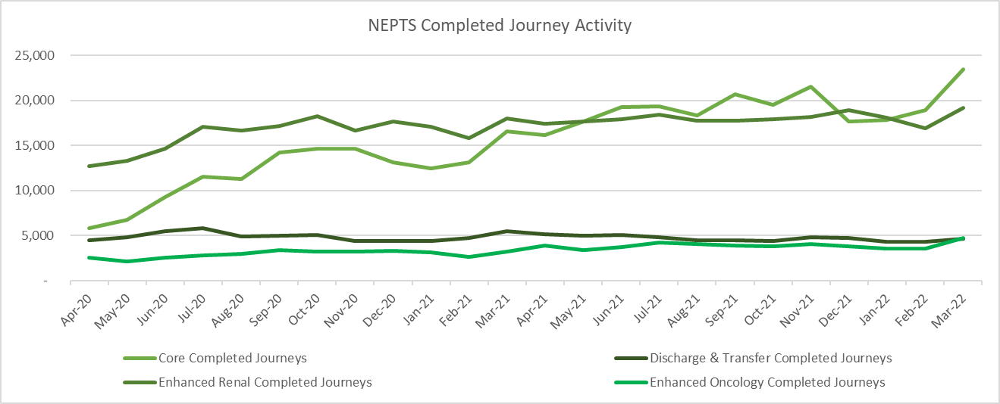 NEPTS Completed Journey Activity
25,000
20,000
15,000
10,000
5,000
-
Apr-20 May-20 Jun-20 Jul-20 Aug-20 Sep-20 Oct-20 Nov-20 Dec-20 Jan-21 Feb-21 Mar-21 Apr-21 May-21 Jun-21 Jul-21 Aug-21 Sep-21 Oct-21 Nov-21 Dec-21 Jan-22 Feb-22 Mar-22
Core Completed Journeys
Discharge & Transfer Completed Journeys
Enhanced Renal Completed Journeys
Enhanced Oncology Completed Journeys